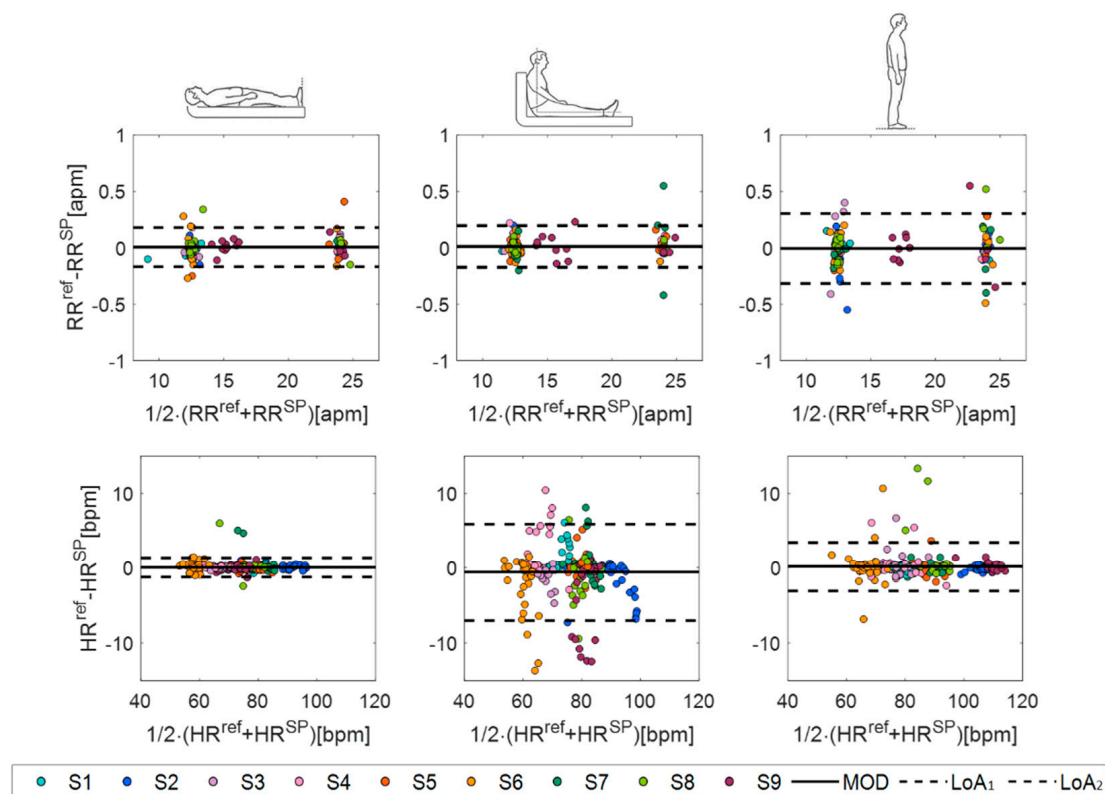 1
0.5
0
-0.5
-1
RR^ref-RR^SP[apm]
10 15 20 25
1/2·(RR^ref+RR^SP)[apm]
1
0.5
0
-0.5
-1
10 15 20 25
1/2·(RR^ref+RR^SP)[apm]
1
0.5
0
-0.5
-1
10 15 20 25
1/2·(RR^ref+RR^SP)[apm]
10
0
-10
HR^ref-HR^SP[bpm]
40 60 80 100 120
1/2·(HR^ref+HR^SP)[bpm]
10
0
-10
40 60 80 100 120
1/2·(HR^ref+HR^SP)[bpm]
10
0
-10
40 60 80 100 120
1/2·(HR^ref+HR^SP)[bpm]
S1 S2 S3 S4 S5 S6 S7 S8 S9 MOD LoA₁ LoA₂